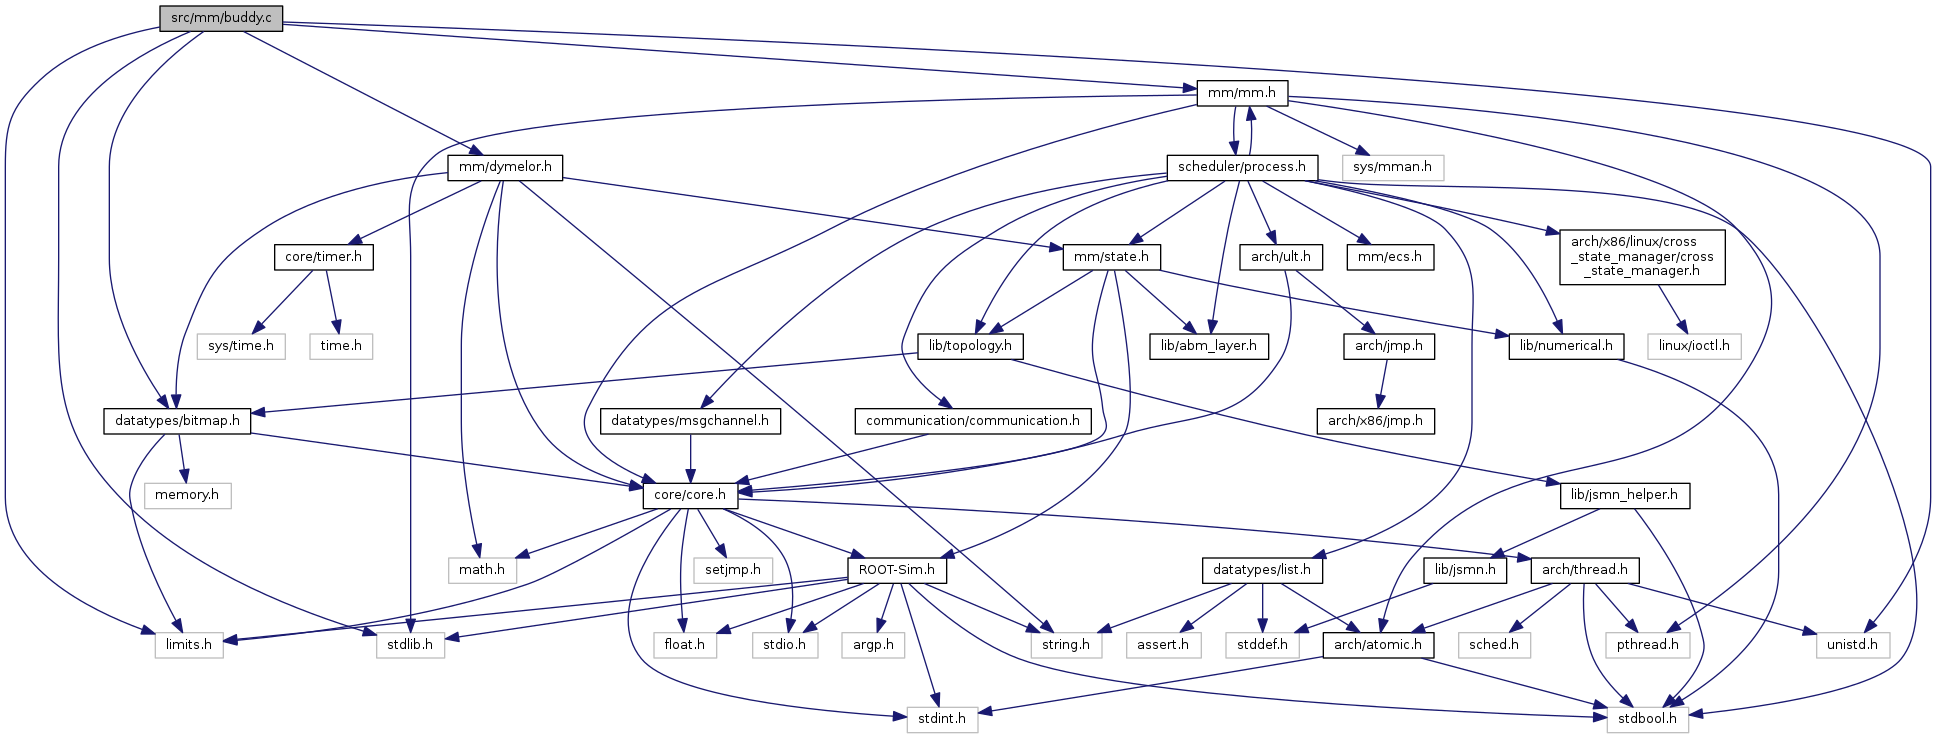 src/mm/buddy.c
mm/mm.h
mm/dymelor.h
scheduler/process.h
sys/mman.h
core/timer.h
mm/state.h
arch/ult.h
mm/ecs.h
arch/x86/linux/cross
_state_manager/cross
_state_manager.h
sys/time.h
time.h
lib/topology.h
lib/abm_layer.h
arch/jmp.h
lib/numerical.h
linux/ioctl.h
datatypes/bitmap.h
datatypes/msgchannel.h
communication/communication.h
arch/x86/jmp.h
memory.h
core/core.h
lib/jsmn_helper.h
math.h
setjmp.h
ROOT-Sim.h
datatypes/list.h
lib/jsmn.h
arch/thread.h
limits.h
stdlib.h
float.h
stdio.h
argp.h
string.h
assert.h
stddef.h
arch/atomic.h
sched.h
pthread.h
unistd.h
stdint.h
stdbool.h